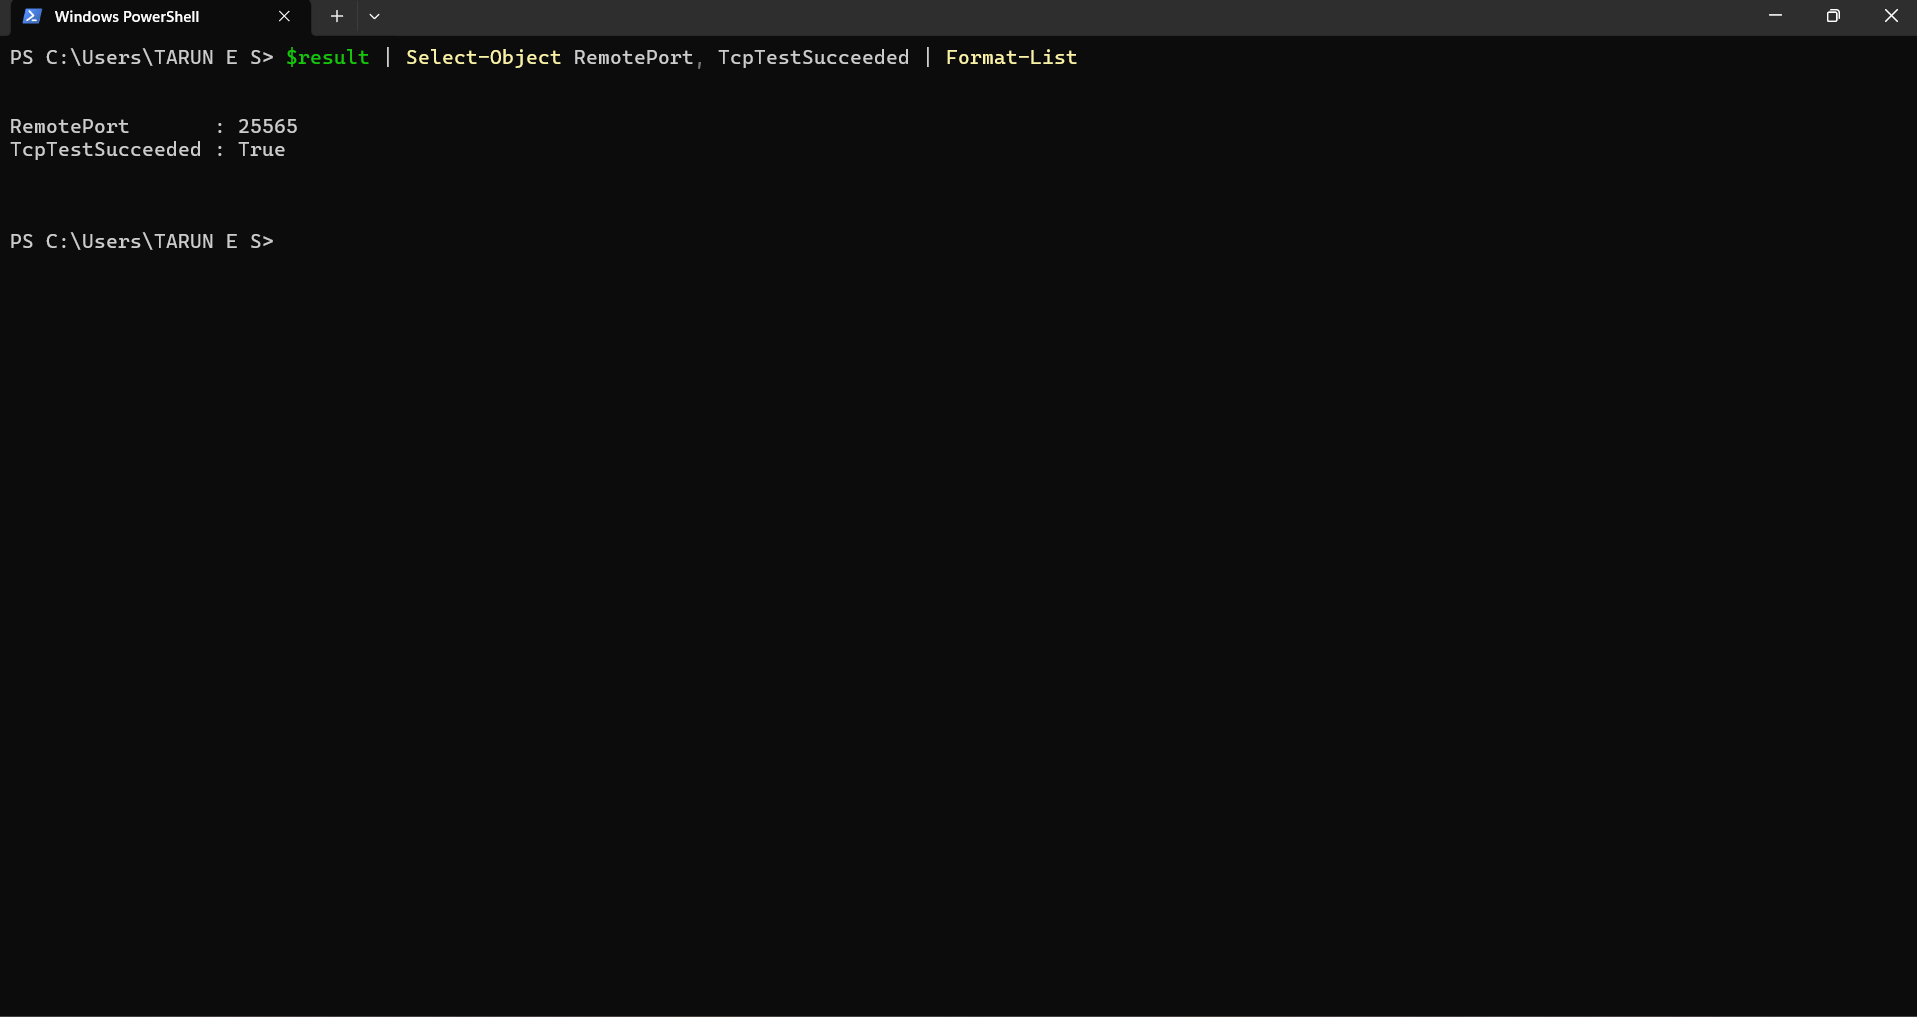 Windows PowerShell
PS C:\Users\TARUN E S> $result | Select-Object RemotePort, TcpTestSucceeded | Format-List
RemotePort       : 25565
TcpTestSucceeded : True
PS C:\Users\TARUN E S>